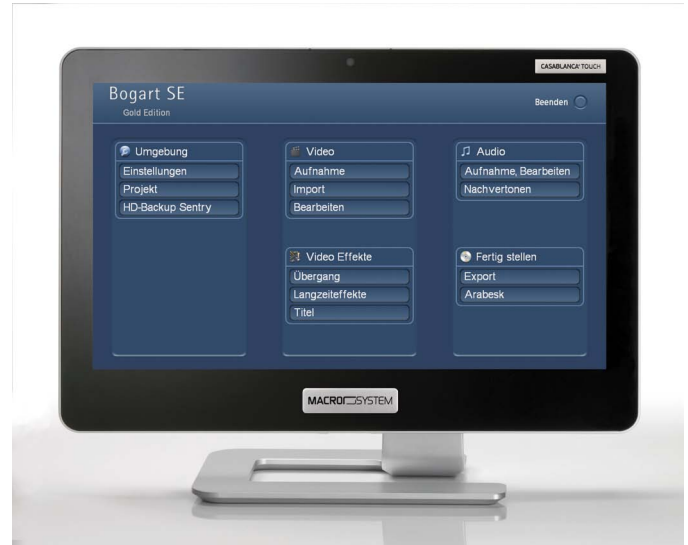 CASABLANCA TOUCH
Bogart SE
Gold Edition
Beenden
Umgebung
Einstellungen
Projekt
HD-Backup Sentry
Video
Aufnahme
Import
Bearbeiten
Audio
Aufnahme, Bearbeiten
Nachvertonen
Video Effekte
Übergang
Langzeiteffekte
Titel
Fertig stellen
Export
Arabesk
MACROSYSTEM